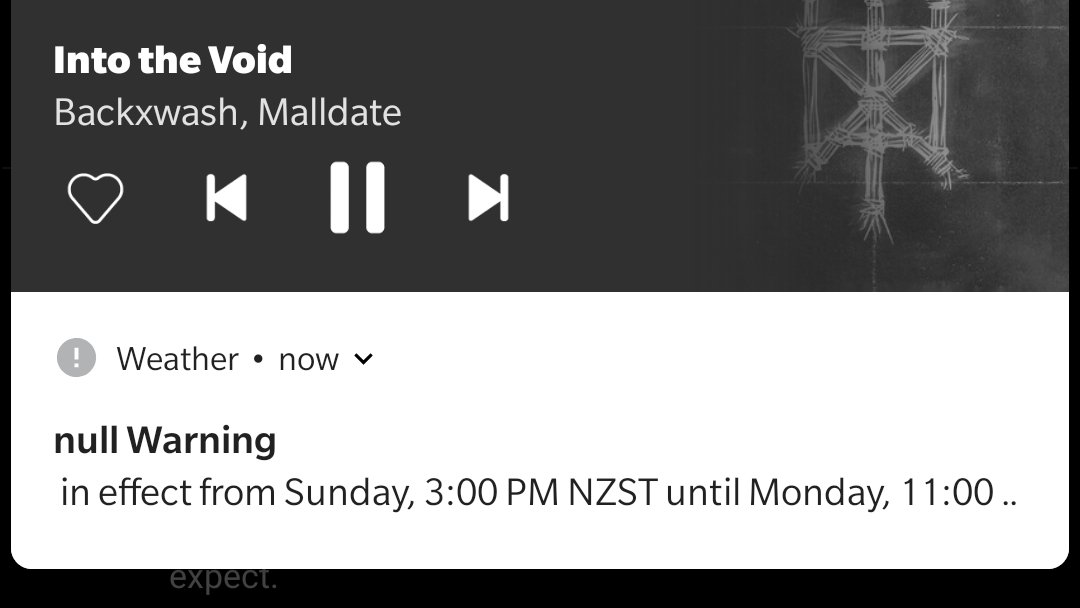 Into the Void
Backxwash, Malldate
Weather • now
null Warning
in effect from Sunday, 3:00 PM NZST until Monday, 11:00 ..
expect.